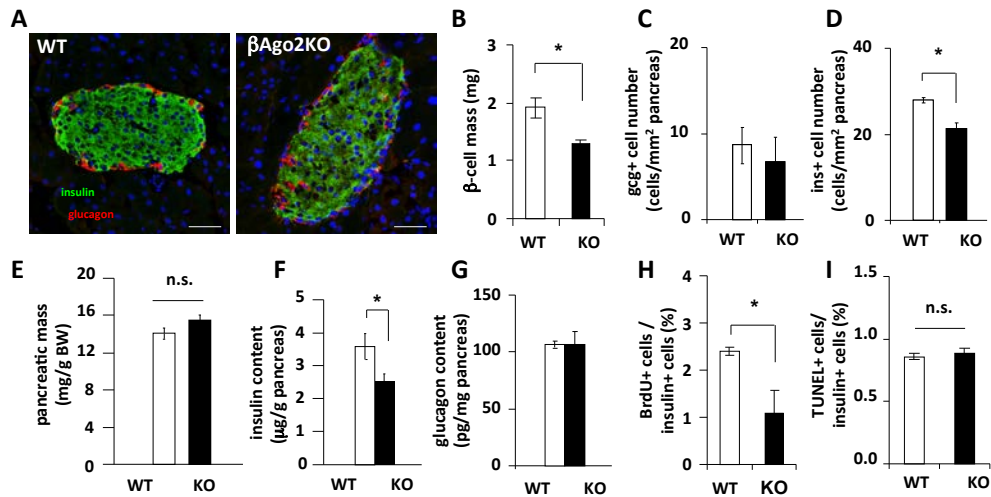 A
WT
βAgo2KO
insulin
glucagon
B
β-cell mass (mg)
3
2
1
0
*
WT KO
C
gcg+ cell number
(cells/mm² pancreas)
20
10
0
WT KO
D
ins+ cell number
(cells/mm² pancreas)
40
20
0
*
WT KO
E
pancreatic mass
(mg/g BW)
20
16
12
8
4
0
n.s.
WT KO
F
insulin content
(µg/g pancreas)
5
4
3
2
1
0
*
WT KO
G
glucagon content
(pg/mg pancreas)
150
100
50
0
WT KO
H
BrdU+ cells /
insulin+ cells (%)
4
3
2
1
0
*
WT KO
I
TUNEL+ cells/
insulin+ cells (%)
1.5
1.0
0.5
0.0
n.s.
WT KO